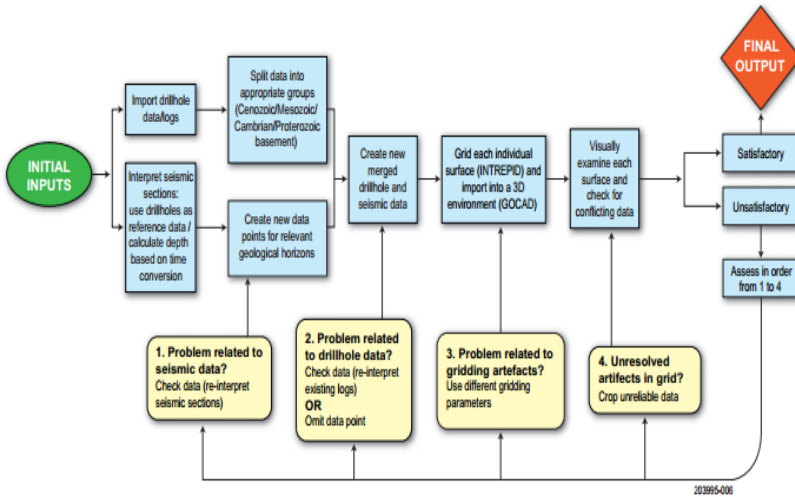 INITIAL
INPUTS
Import drillhole
data/logs
Interpret seismic
sections:
use drillholes as
reference data /
calculate depth
based on time
conversion
Split data into
appropriate groups
(Cenozoic/Mesozoic/
Cambrian/Proterozoic
basement)
Create new data
points for relevant
geological horizons
Create new
merged
drillhole and
seismic data
Grid each individual
surface (INTREPID) and
import into a 3D
environment (GOCAD)
Visually
examine each
surface and
check for
conflicting data
FINAL
OUTPUT
Satisfactory
Unsatisfactory
Assess in order
from 1 to 4
1. Problem related to
seismic data?
Check data (re-interpret
seismic sections)
2. Problem related
to drillhole data?
Check data (re-interpret
existing logs)
OR
Omit data point
3. Problem related to
gridding artefacts?
Use different gridding
parameters
4. Unresolved
artifacts in grid?
Crop unreliable data
203995-006